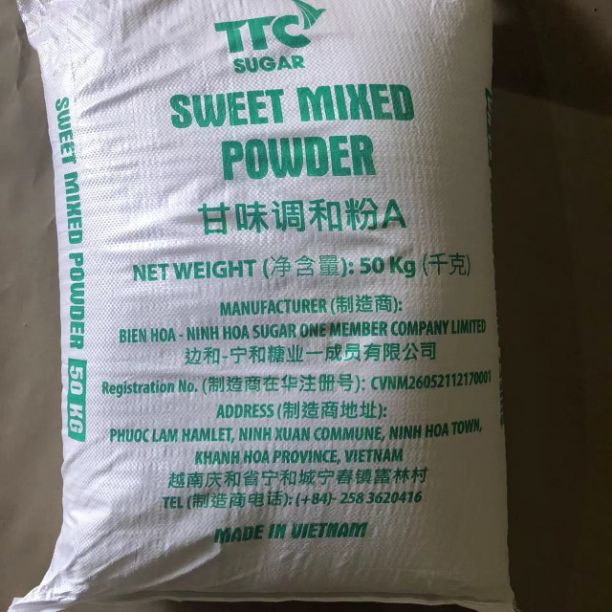 TTC
SUGAR
SWEET MIXED
POWDER
甘味调和粉A
NET WEIGHT (净含量): 50 Kg (千克)
MANUFACTURER (制造商):
BIEN HOA - NINH HOA SUGAR ONE MEMBER COMPANY LIMITED
边和-宁和糖业一成员有限公司
Registration No. (制造商在华注册号): CVNM26052112170001
ADDRESS (制造商地址):
PHUOC LAM HAMLET, NINH XUAN COMMUNE, NINH HOA TOWN,
KHANH HOA PROVINCE, VIETNAM
越南庆和省宁和城宁春镇富林村
TEL (制造商电话): (+84)- 258 3620416
MADE IN VIETNAM
SWEET MIXED POWDER 50 KG